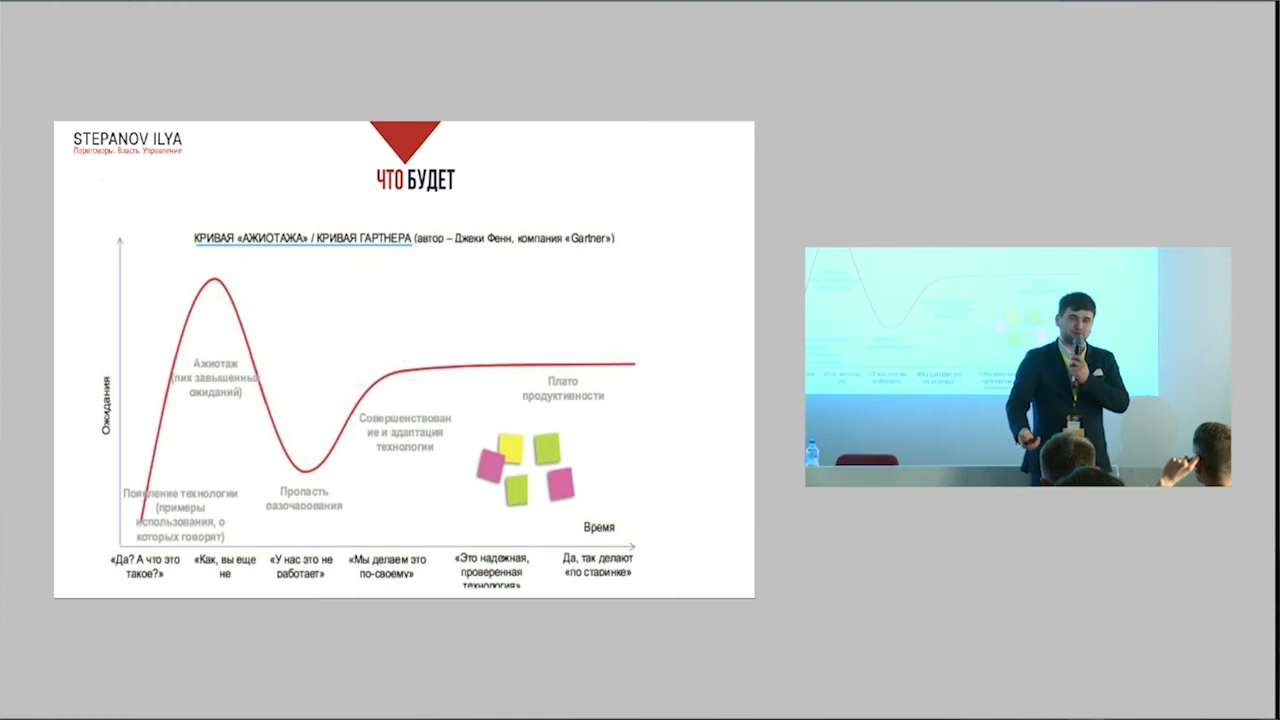 STEPANOV ILYA
Переговоры. Власть. Управление
ЧТО БУДЕТ
КРИВАЯ «АЖИОТАЖА» / КРИВАЯ ГАРТНЕРА (автор – Джеки Фенн, компания «Gartner»)
Ожидания
Ажиотаж
(пик завышенных
ожиданий)
Плато
продуктивности
Совершенствован
ие и адаптация
технологии
Появление технологии
(примеры
использования, о
которых говорят)
Пропасть
разочарования
Время
«Да? А что это
такое?»
«Как, вы еще
не
«У нас это не
работает»
«Мы делаем это
по-своему»
«Это надежная,
проверенная
технология»
Да, так делают
«по старинке»